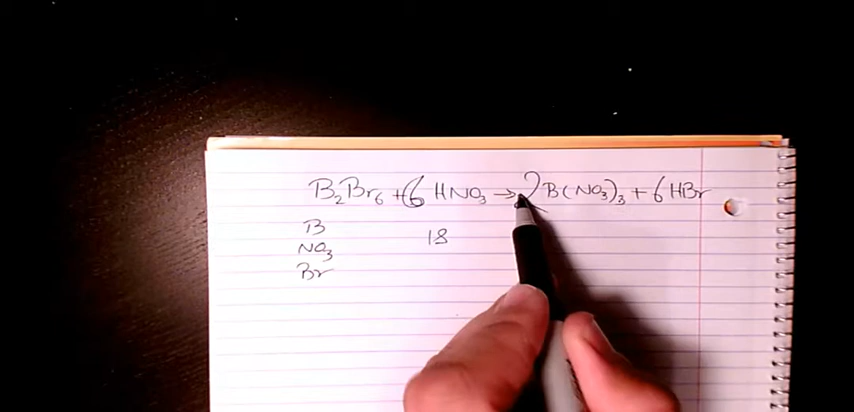 B₂Br₆ + 6 HNO₃ → 2 B(NO₃)₃ + 6 HBr
B
NO₃ 18
Br